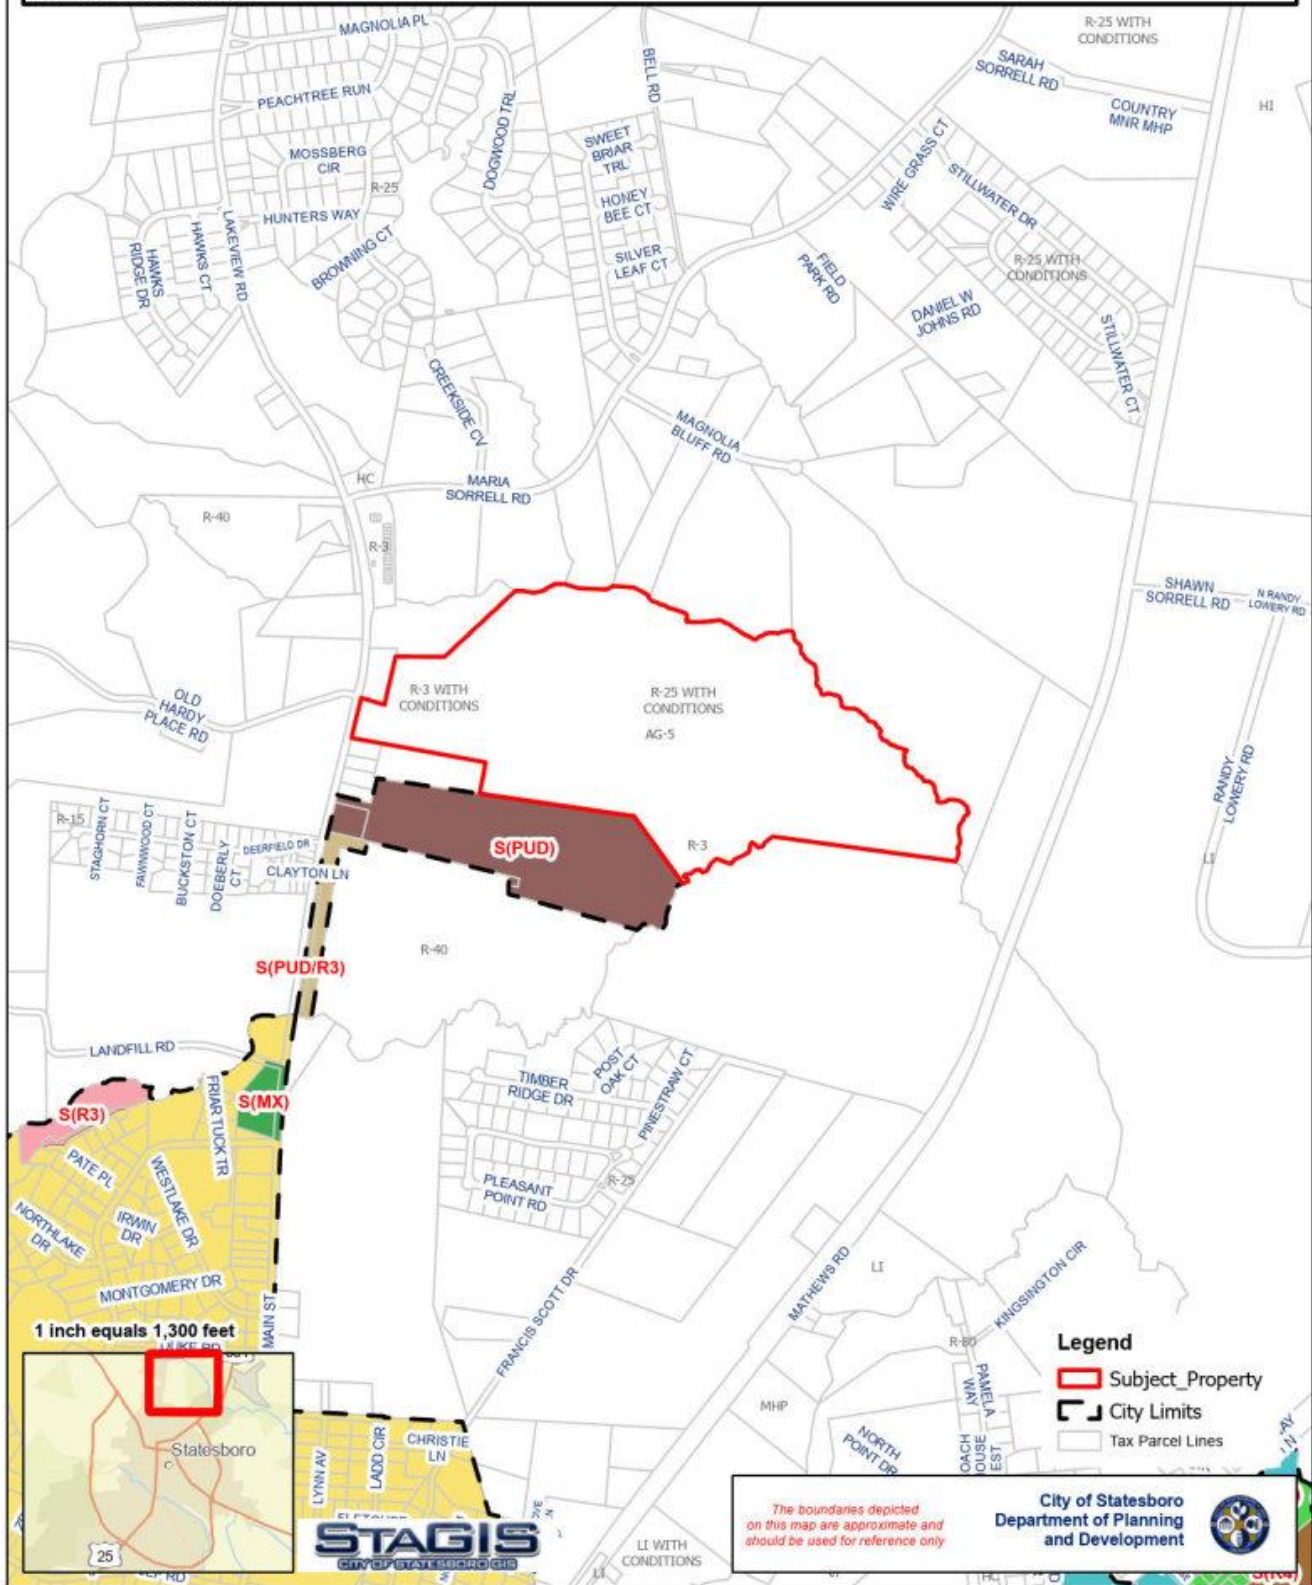 MAGNOLIA PL
R-25 WITH
CONDITIONS
SARAH
SORRELL RD
BELL RD
PEACHTREE RUN
DOGWOOD TRL
COUNTRY
MNR MHP
HI
MOSSBERG
CIR
SWEET
BRIAR
TRL
WIRE GRASS CT
STILLWATER DR
R-25
HUNTERS WAY
HONEY
BEE CT
HAWKS
RIDGE DR
HAWKS CT
LAKEVIEW RD
BROWNING CT
SILVER
LEAF CT
FIELD
PARK RD
R-25 WITH
CONDITIONS
DANIEL W
JOHNS RD
STILLWATER CT
CREEKSIDE CV
MAGNOLIA
BLUFF RD
HC
MARIA
SORRELL RD
R-40
R-3
SHAWN
SORRELL RD
N RANDY
LOWERY RD
OLD
HARDY
PLACE RD
R-3 WITH
CONDITIONS
R-25 WITH
CONDITIONS
AG-5
RANDY
LOWERY RD
R-15
STAGHORN CT
FAWNWOOD CT
BUCKSTON CT
DOEBERLY
CT
DEERFIELD DR
CLAYTON LN
S(PUD)
R-3
LI
R-40
S(PUD/R3)
LANDFILL RD
TIMBER
RIDGE DR
POST
OAK CT
PINESTRAW CT
S(R3)
FRIAR TUCK TR
S(MX)
PATE PL
WESTLAKE DR
PLEASANT
POINT RD
R-25
NORTHLAKE
DR
IRWIN
DR
MONTGOMERY DR
MAIN ST
FRANCIS SCOTT DR
MATHEWS RD
LI
KINGSINGTON CIR
R-80
PAMELA
WAY
1 inch equals 1,300 feet
DUKE RD
Statesboro
25
LYNN AV
LADD CIR
CHRISTIE
LN
MHP
NORTH
POINT DR
Legend
Subject_Property
City Limits
Tax Parcel Lines
STAGIS
CITY OF STATESBORO GIS
LI WITH
CONDITIONS
LI
The boundaries depicted
on this map are approximate and
should be used for reference only
City of Statesboro
Department of Planning
and Development
HC
S(R4)